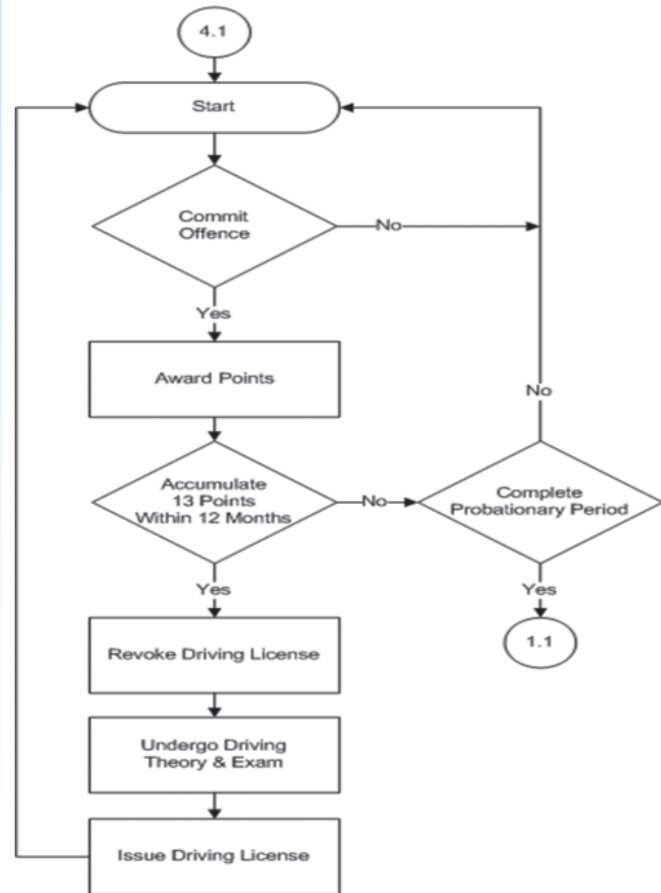 4.1
Start
Commit
Offence
No
Yes
Award Points
No
Accumulate
13 Points
Within 12 Months
No
Complete
Probationary Period
Yes
Yes
Revoke Driving License
1.1
Undergo Driving
Theory & Exam
Issue Driving License